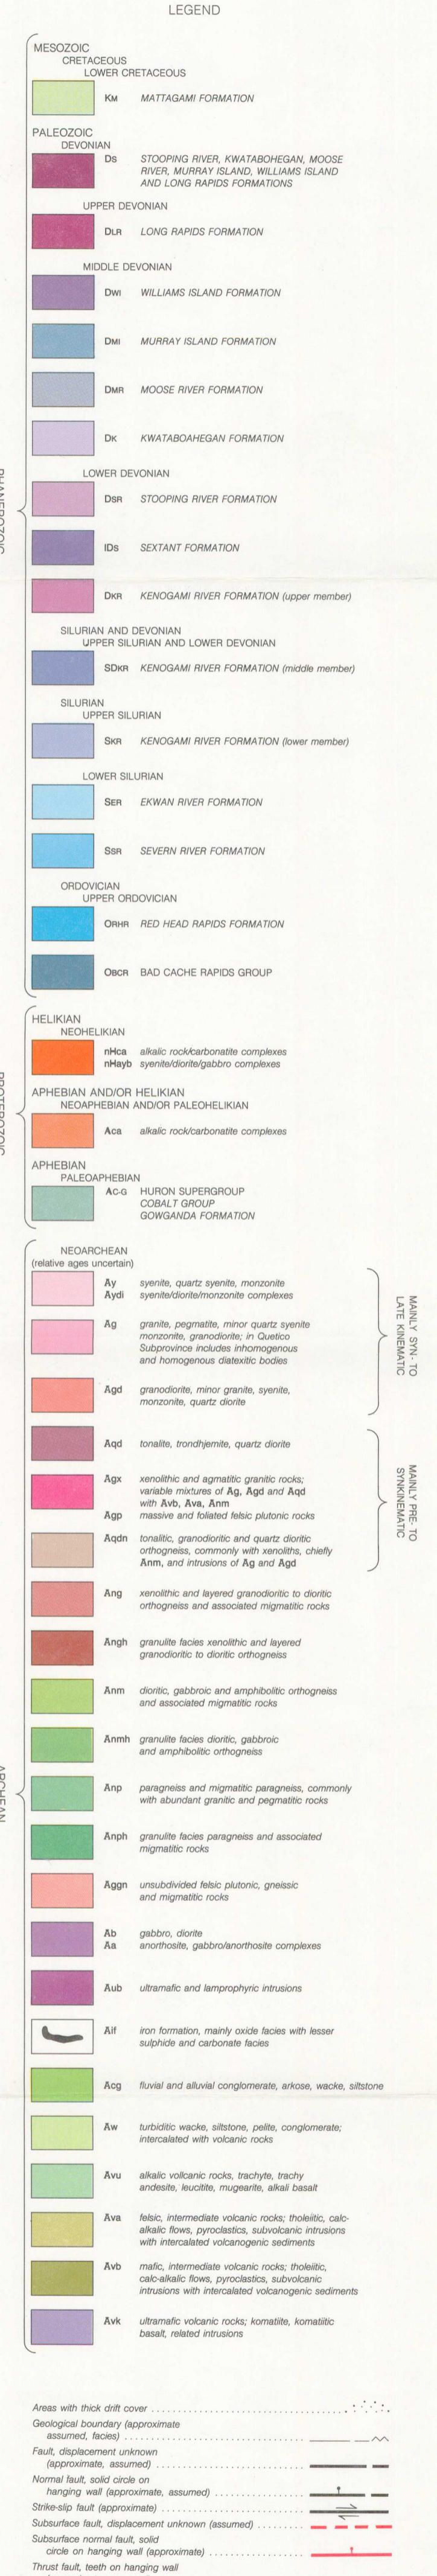 LEGEND
MESOZOIC
CRETACEOUS
LOWER CRETACEOUS
KM MATTAGAMI FORMATION
PALEOZOIC
DEVONIAN
DS STOOPING RIVER, KWATABOHEGAN, MOOSE
RIVER, MURRAY ISLAND, WILLIAMS ISLAND
AND LONG RAPIDS FORMATIONS
UPPER DEVONIAN
DLR LONG RAPIDS FORMATION
MIDDLE DEVONIAN
DWI WILLIAMS ISLAND FORMATION
DMI MURRAY ISLAND FORMATION
DMR MOOSE RIVER FORMATION
DK KWATABOAHEGAN FORMATION
LOWER DEVONIAN
DSR STOOPING RIVER FORMATION
IDS SEXTANT FORMATION
DKR KENOGAMI RIVER FORMATION (upper member)
SILURIAN AND DEVONIAN
UPPER SILURIAN AND LOWER DEVONIAN
SDKR KENOGAMI RIVER FORMATION (middle member)
SILURIAN
UPPER SILURIAN
SKR KENOGAMI RIVER FORMATION (lower member)
LOWER SILURIAN
SER EKWAN RIVER FORMATION
SSR SEVERN RIVER FORMATION
ORDOVICIAN
UPPER ORDOVICIAN
ORHR RED HEAD RAPIDS FORMATION
OBCR BAD CACHE RAPIDS GROUP
PHANEROZOIC
HELIKIAN
NEOHELIKIAN
nHca alkalic rock/carbonatite complexes
nHayb syenite/diorite/gabbro complexes
APHEBIAN AND/OR HELIKIAN
NEOAPHEBIAN AND/OR PALEOHELIKIAN
Aca alkalic rock/carbonatite complexes
APHEBIAN
PALEOAPHEBIAN
AC-G HURON SUPERGROUP
COBALT GROUP
GOWGANDA FORMATION
PROTEROZOIC
NEOARCHEAN
(relative ages uncertain)
Ay syenite, quartz syenite, monzonite
Aydi syenite/diorite/monzonite complexes
Ag granite, pegmatite, minor quartz syenite
monzonite, granodiorite; in Quetico
Subprovince includes inhomogenous
and homogenous diatexitic bodies
Agd granodiorite, minor granite, syenite,
monzonite, quartz diorite
MAINLY SYN- TO
LATE KINEMATIC
Aqd tonalite, trondhjemite, quartz diorite
Agx xenolithic and agmatitic granitic rocks;
variable mixtures of Ag, Agd and Aqd
with Avb, Ava, Anm
Agp massive and foliated felsic plutonic rocks
Aqdn tonalitic, granodioritic and quartz dioritic
orthogneiss, commonly with xenoliths, chiefly
Anm, and intrusions of Ag and Agd
MAINLY PRE- TO
SYNKINEMATIC
Ang xenolithic and layered granodioritic to dioritic
orthogneiss and associated migmatitic rocks
Angh granulite facies xenolithic and layered
granodioritic to dioritic orthogneiss
Anm dioritic, gabbroic and amphibolitic orthogneiss
and associated migmatitic rocks
Anmh granulite facies dioritic, gabbroic
and amphibolitic orthogneiss
Anp paragneiss and migmatitic paragneiss, commonly
with abundant granitic and pegmatitic rocks
Anph granulite facies paragneiss and associated
migmatitic rocks
Aggn unsubdivided felsic plutonic, gneissic
and migmatitic rocks
Ab gabbro, diorite
Aa anorthosite, gabbro/anorthosite complexes
Aub ultramafic and lamprophyric intrusions
Aif iron formation, mainly oxide facies with lesser
sulphide and carbonate facies
Acg fluvial and alluvial conglomerate, arkose, wacke, siltstone
Aw turbiditic wacke, siltstone, pelite, conglomerate;
intercalated with volcanic rocks
Avu alkalic vollcanic rocks, trachyte, trachy
andesite, leucitite, mugearite, alkali basalt
Ava felsic, intermediate volcanic rocks; tholeiitic, calc-
alkalic flows, pyroclastics, subvolcanic intrusions
with intercalated volcanogenic sediments
Avb mafic, intermediate volcanic rocks; tholeiitic,
calc-alkalic flows, pyroclastics, subvolcanic
intrusions with intercalated volcanogenic sediments
Avk ultramafic volcanic rocks; komatiite, komatiitic
basalt, related intrusions
ARCHEAN
Areas with thick drift cover
Geological boundary (approximate
assumed, facies)
Fault, displacement unknown
(approximate, assumed)
Normal fault, solid circle on
hanging wall (approximate, assumed)
Strike-slip fault (approximate)
Subsurface fault, displacement unknown (assumed)
Subsurface normal fault, solid
circle on hanging wall (approximate)
Thrust fault, teeth on hanging wall